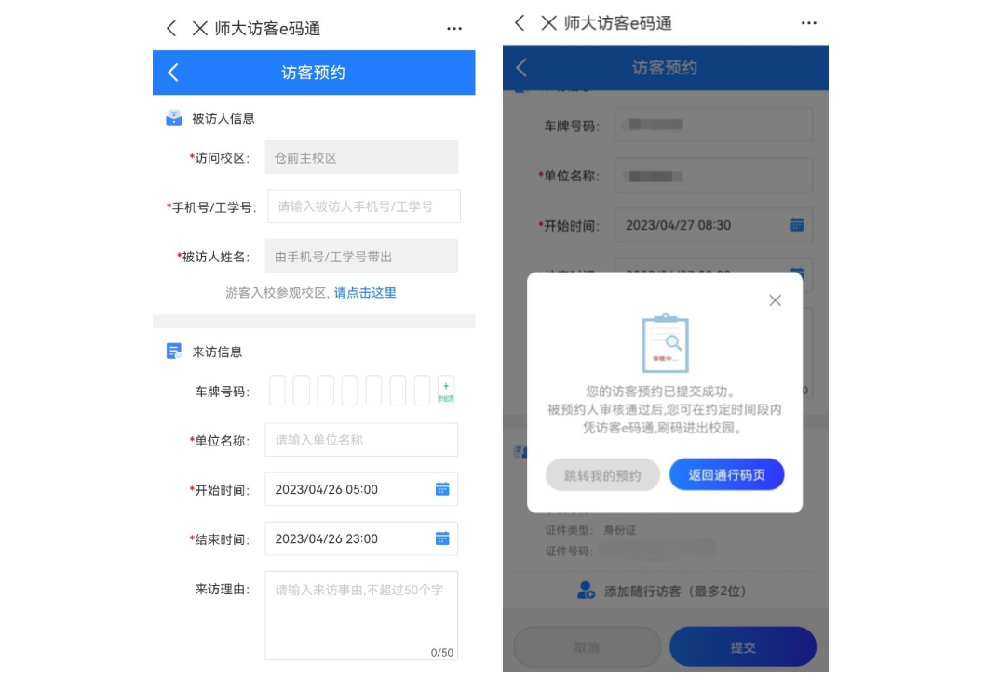 师大访客e码通
访客预约
被访人信息
*访问校区:
仓前主校区
*手机号/工学号:
请输入被访人手机号/工学号
*被访人姓名:
由手机号/工学号带出
游客入校参观校区, 请点击这里
来访信息
车牌号码:
*单位名称:
请输入单位名称
*开始时间:
2023/04/26 05:00
*结束时间:
2023/04/26 23:00
来访理由:
请输入来访事由,不超过50个字
0/50
师大访客e码通
访客预约
车牌号码:
*单位名称:
*开始时间:
2023/04/27 08:30
审核中...
您的访客预约已提交成功。
被预约人审核通过后,您可在约定时间段内
凭访客e码通,刷码进出校园。
跳转我的预约
返回通行码页
证件类型: 身份证
证件号码:
添加随行访客（最多2位）
取消
提交